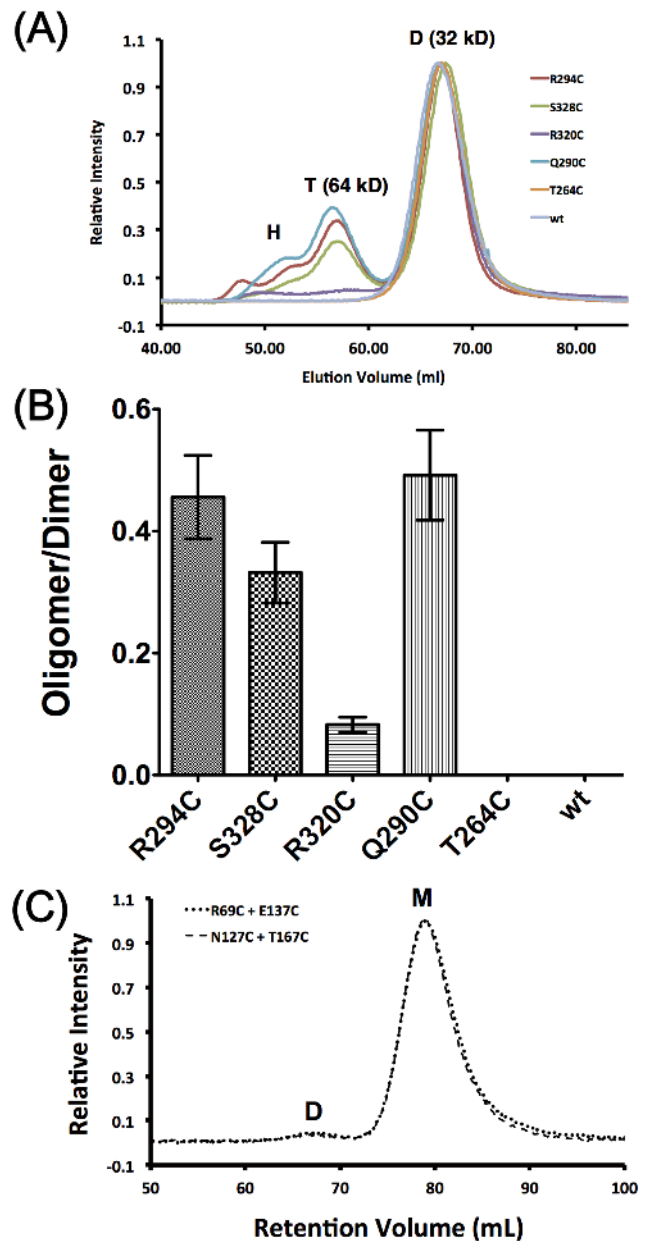 (A)
D (32 kD)
T (64 kD)
H
R294C
S328C
R320C
Q290C
T264C
wt
Relative Intensity
1.1
0.9
0.7
0.5
0.3
0.1
-0.1
40.00 50.00 60.00 70.00 80.00
Elution Volume (ml)
(B)
Oligomer/Dimer
0.6
0.4
0.2
0.0
R294C S328C R320C Q290C T264C wt
(C)
R69C + E137C
N127C + T167C
M
D
Relative Intensity
1.1
0.9
0.7
0.5
0.3
0.1
-0.1
50 60 70 80 90 100
Retention Volume (mL)